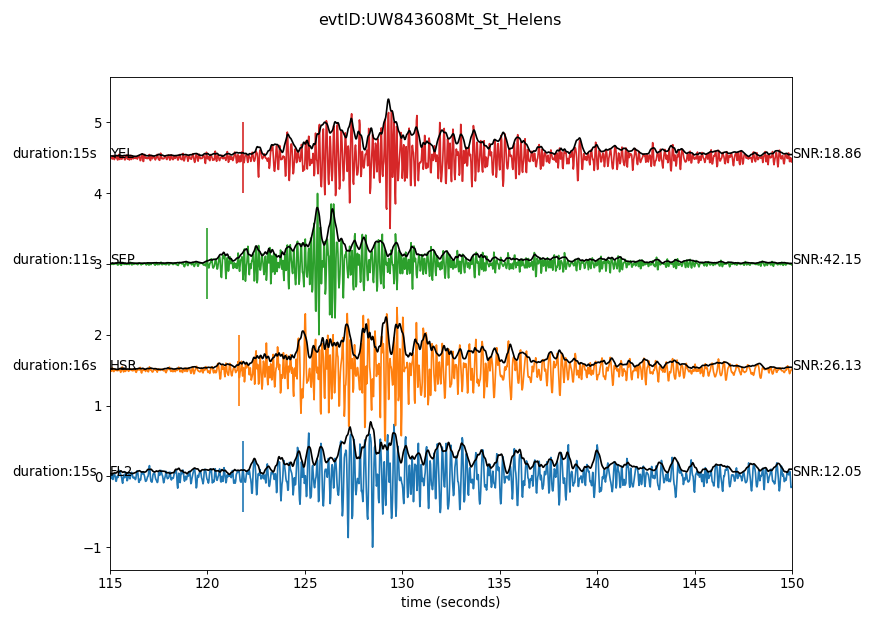 evtID:UW843608Mt_St_Helens
5
duration:15s YEL SNR:18.86
4
duration:11s SEP SNR:42.15
3
2
duration:16s HSR SNR:26.13
1
duration:15s EL2 SNR:12.05
0
−1
115 120 125 130 135 140 145 150
time (seconds)